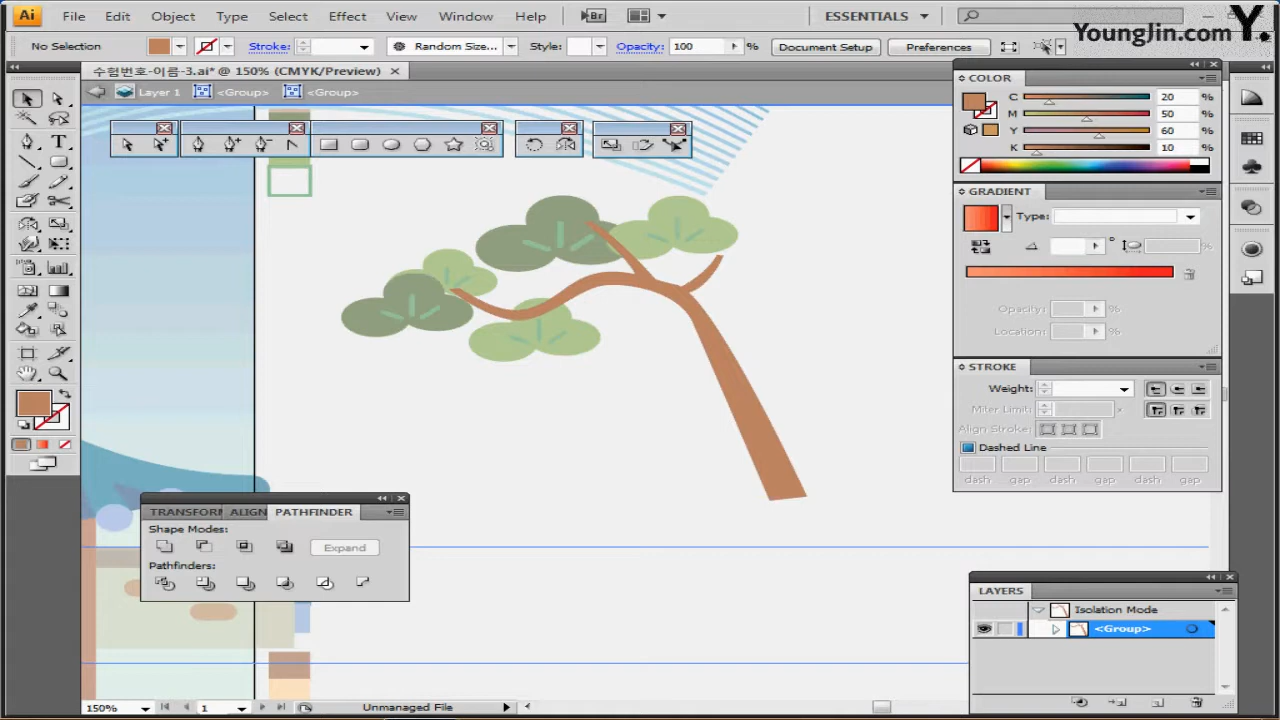 Ai File Edit Object Type Select Effect View Window Help Br ESSENTIALS
YoungJin.com Y.
No Selection Stroke: Random Size... Style: Opacity: 100 % Document Setup Preferences
수험번호-이름-3.ai* @ 150% (CMYK/Preview)
Layer 1 <Group> <Group>
COLOR
C 20 %
M 50 %
Y 60 %
K 10 %
GRADIENT
Type:
°
%
Opacity: %
Location: %
STROKE
Weight:
Miter Limit: x
Align Stroke:
Dashed Line
dash gap dash gap dash gap
TRANSFORM ALIGN PATHFINDER
Shape Modes:
Expand
Pathfinders:
LAYERS
Isolation Mode
<Group>
150% 1 Unmanaged File